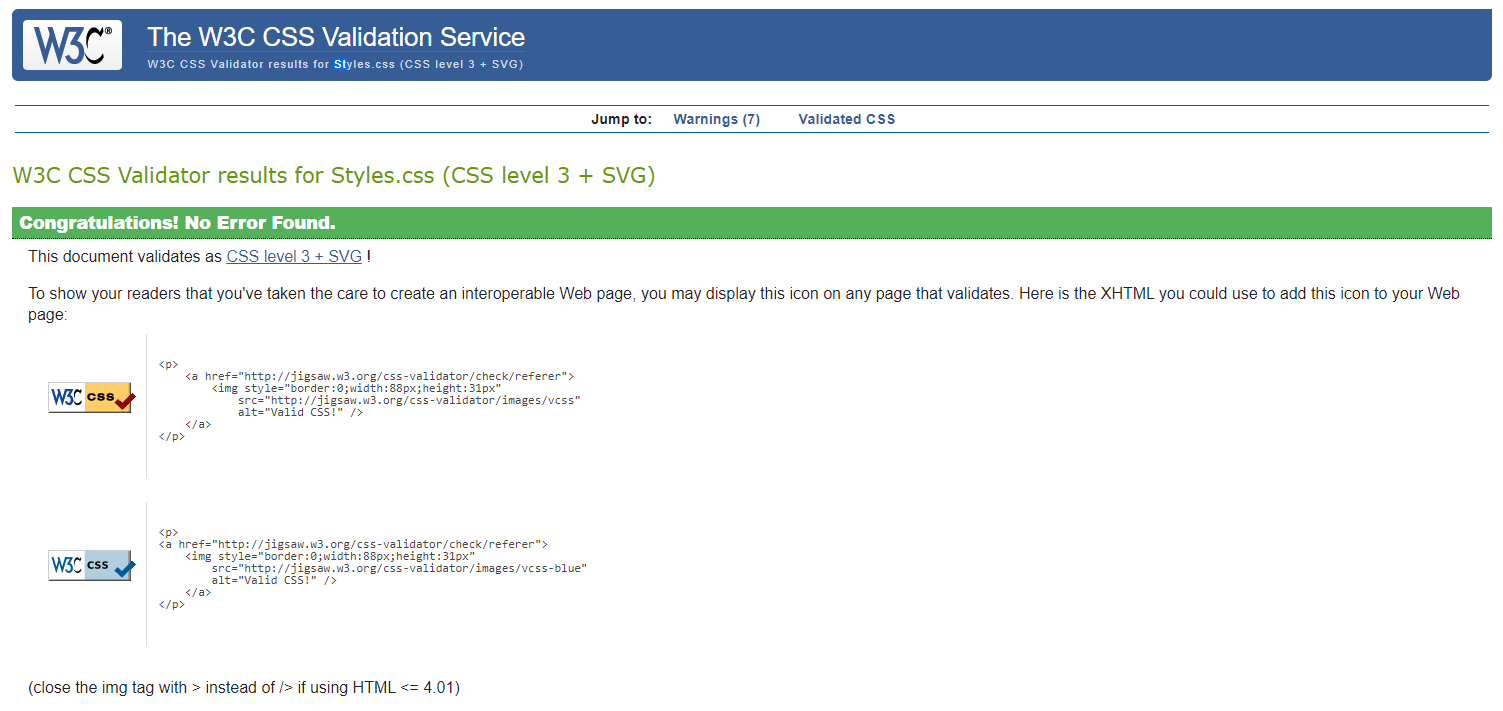 W3C®
The W3C CSS Validation Service
W3C CSS Validator results for Styles.css (CSS level 3 + SVG)
Jump to: Warnings (7) Validated CSS
W3C CSS Validator results for Styles.css (CSS level 3 + SVG)
Congratulations! No Error Found.
This document validates as CSS level 3 + SVG !
To show your readers that you've taken the care to create an interoperable Web page, you may display this icon on any page that validates. Here is the XHTML you could use to add this icon to your Web
page:
W3C css
<p>
    <a href="http://jigsaw.w3.org/css-validator/check/referer">
        <img style="border:0;width:88px;height:31px"
            src="http://jigsaw.w3.org/css-validator/images/vcss"
            alt="Valid CSS!" />
    </a>
</p>
W3C css
<p>
<a href="http://jigsaw.w3.org/css-validator/check/referer">
    <img style="border:0;width:88px;height:31px"
        src="http://jigsaw.w3.org/css-validator/images/vcss-blue"
        alt="Valid CSS!" />
    </a>
</p>
(close the img tag with > instead of /> if using HTML <= 4.01)